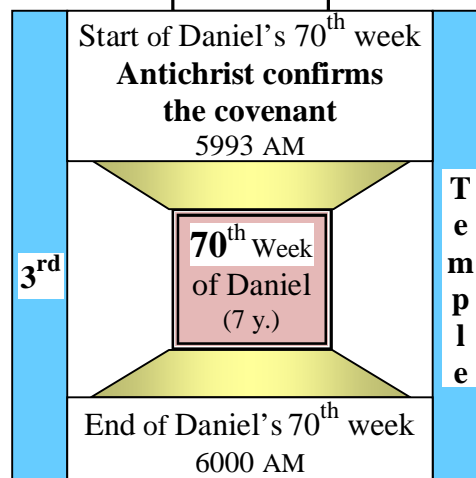 Start of Daniel’s 70th week
Antichrist confirms
the covenant
5993 AM
3rd
Temple
70th Week
of Daniel
(7 y.)
End of Daniel’s 70th week
6000 AM